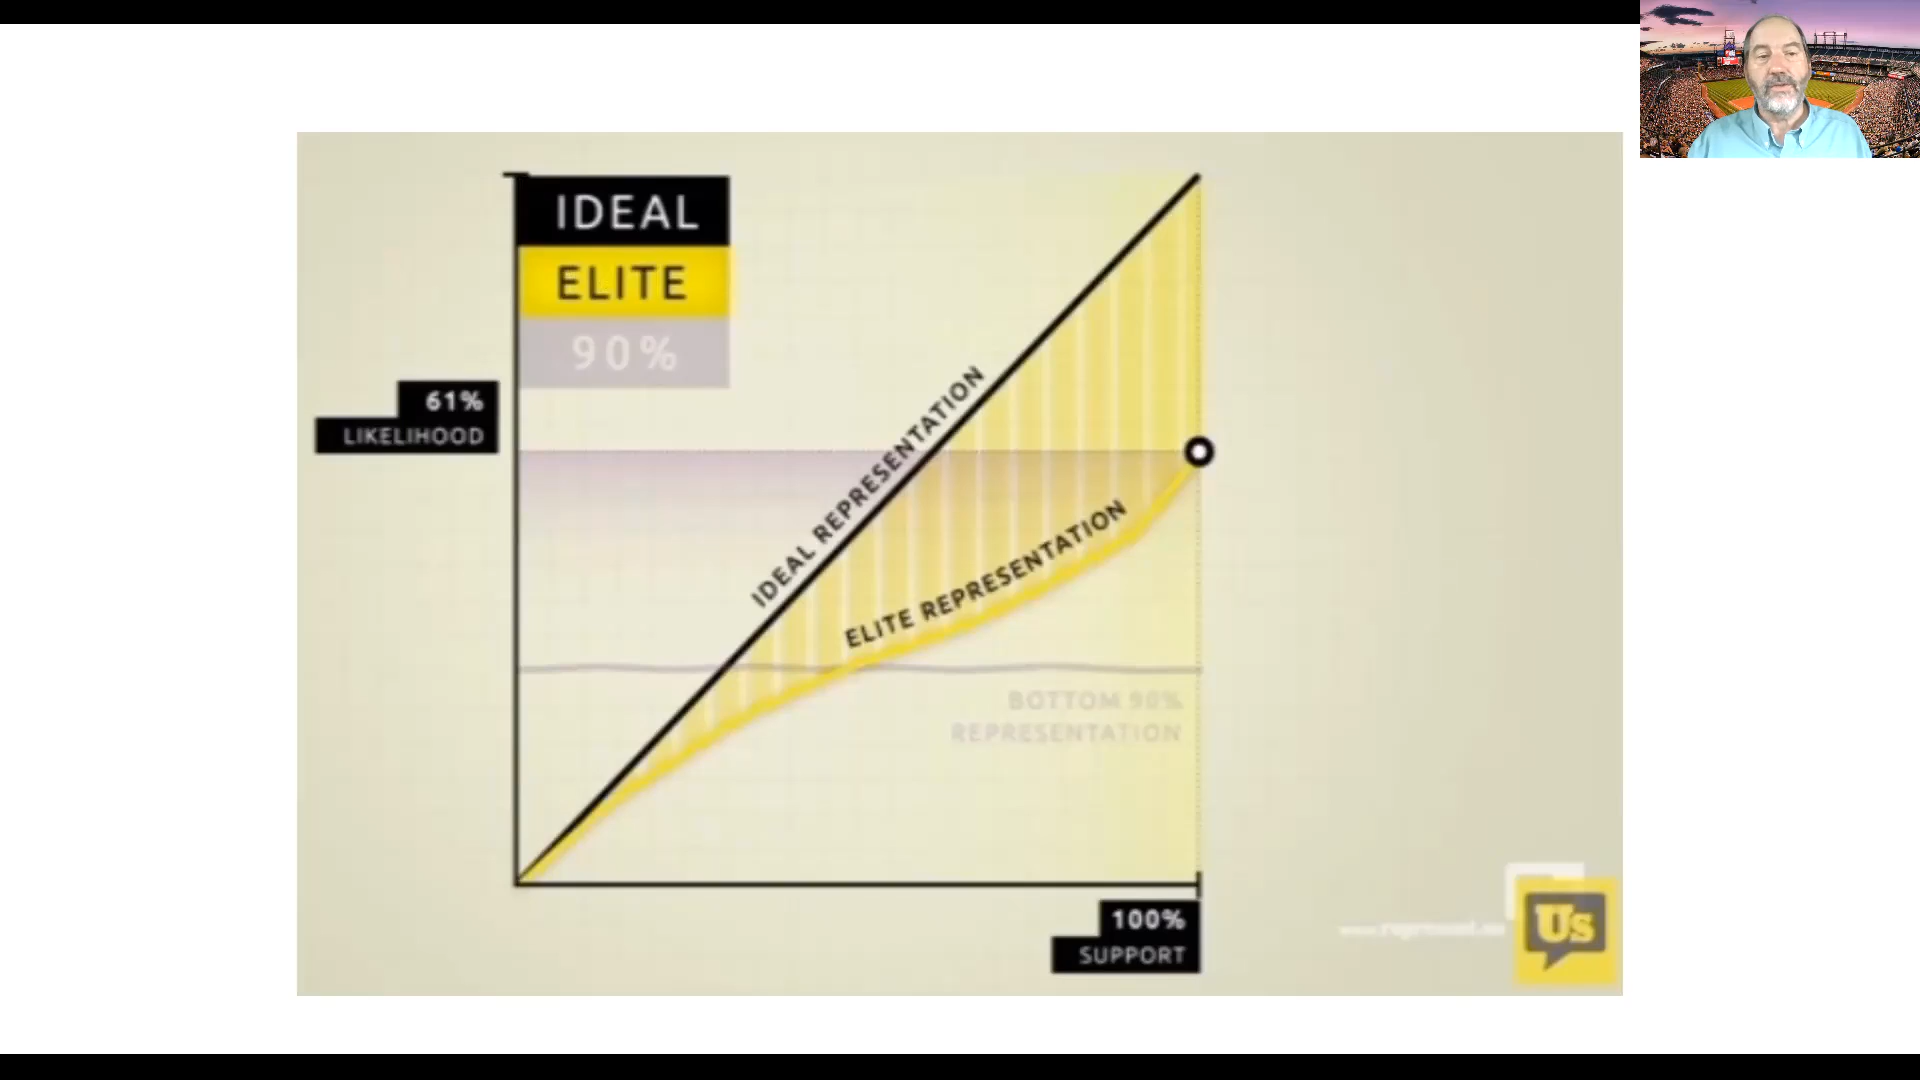 IDEAL
ELITE
90%
61%
LIKELIHOOD
IDEAL REPRESENTATION
ELITE REPRESENTATION
BOTTOM 90%
REPRESENTATION
100%
SUPPORT
Us